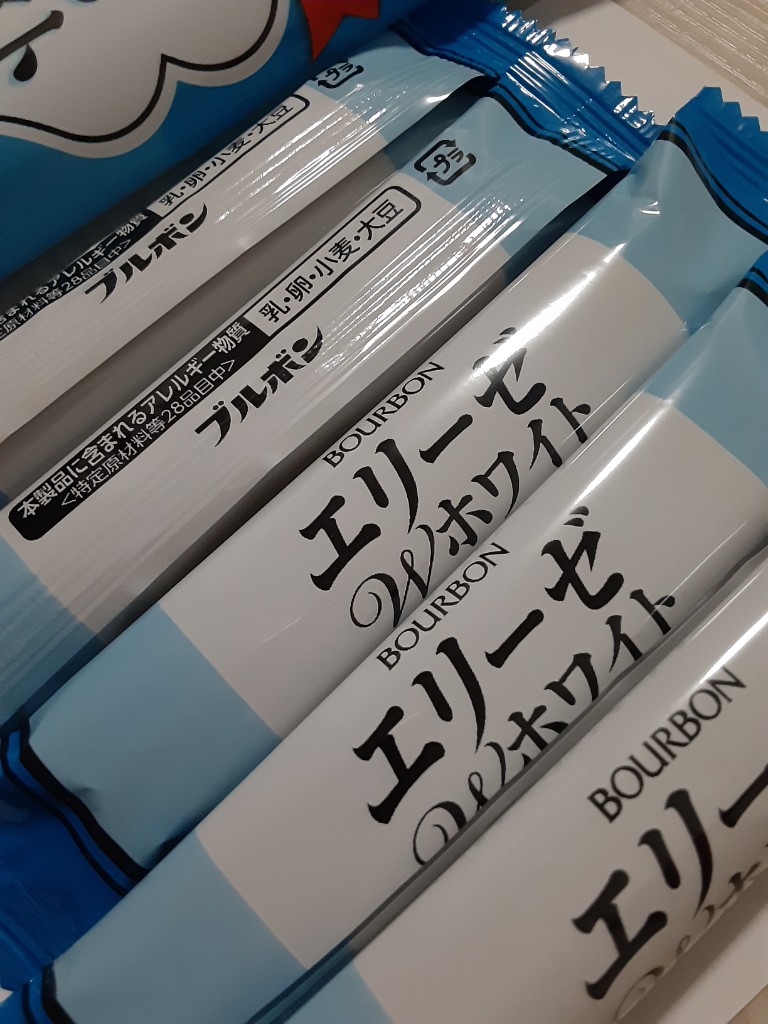 プラ
乳・卵・小麦・大豆
ブルボン
プラ
本製品に含まれるアレルギー物質
<特定原材料等28品目中>
乳・卵・小麦・大豆
ブルボン
BOURBON
エリーゼ
Wホワイト
BOURBON
エリーゼ
Wホワイト
BOURBON
エリー